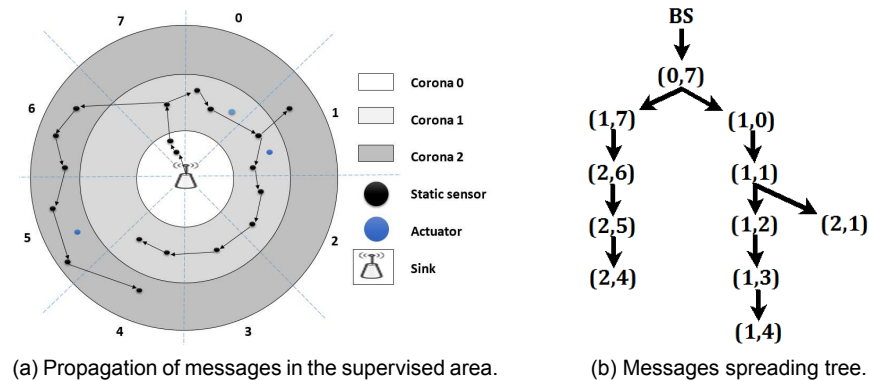 7
0
6
1
5
2
4
3
Corona 0
Corona 1
Corona 2
Static sensor
Actuator
Sink
(a) Propagation of messages in the supervised area.
BS
(0,7)
(1,7) (1,0)
(2,6) (1,1)
(2,5) (1,2) (2,1)
(2,4) (1,3)
(1,4)
(b) Messages spreading tree.